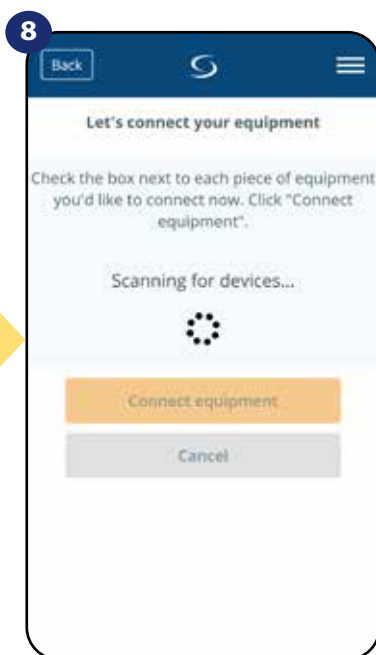 8
Back
Let's connect your equipment
Check the box next to each piece of equipment
you'd like to connect now. Click "Connect
equipment".
Scanning for devices...
Connect equipment
Cancel